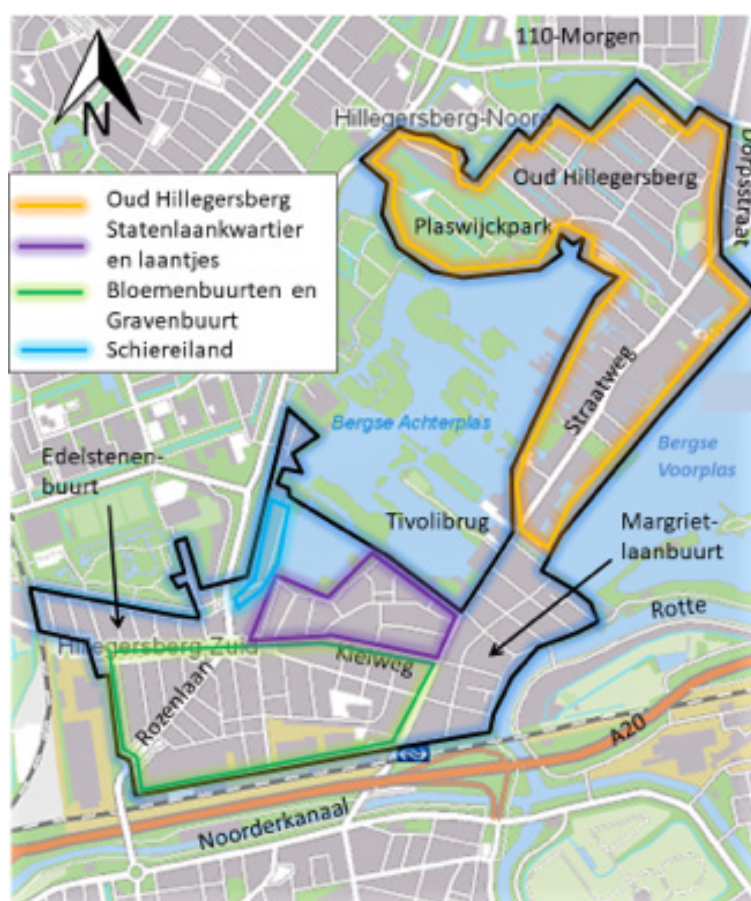 110-Morgen
N
Hillegersberg-Noord
Dorpsstraat
Oud Hillegersberg
Statenlaankwartier
en laantjes
Bloemenbuurten en
Gravenbuurt
Schiereiland
Oud Hillegersberg
Plaswijckpark
Straatweg
Bergse Achterplas
Bergse
Voorplas
Edelstenen-
buurt
Tivolibrug
Margriet-
laanbuurt
Rotte
Hillegersberg-Zuid
Kleiweg
Rozenlaan
A20
Noorderkanaal